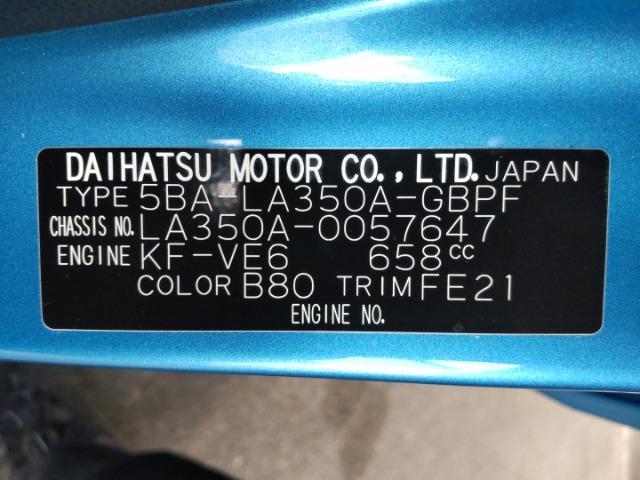 DAIHATSU MOTOR CO., LTD. JAPAN
TYPE 5BA-LA350A-GBPF
CHASSIS NO. LA350A-0057647
ENGINE KF-VE6 658cc
COLOR B80 TRIM FE21
ENGINE NO.